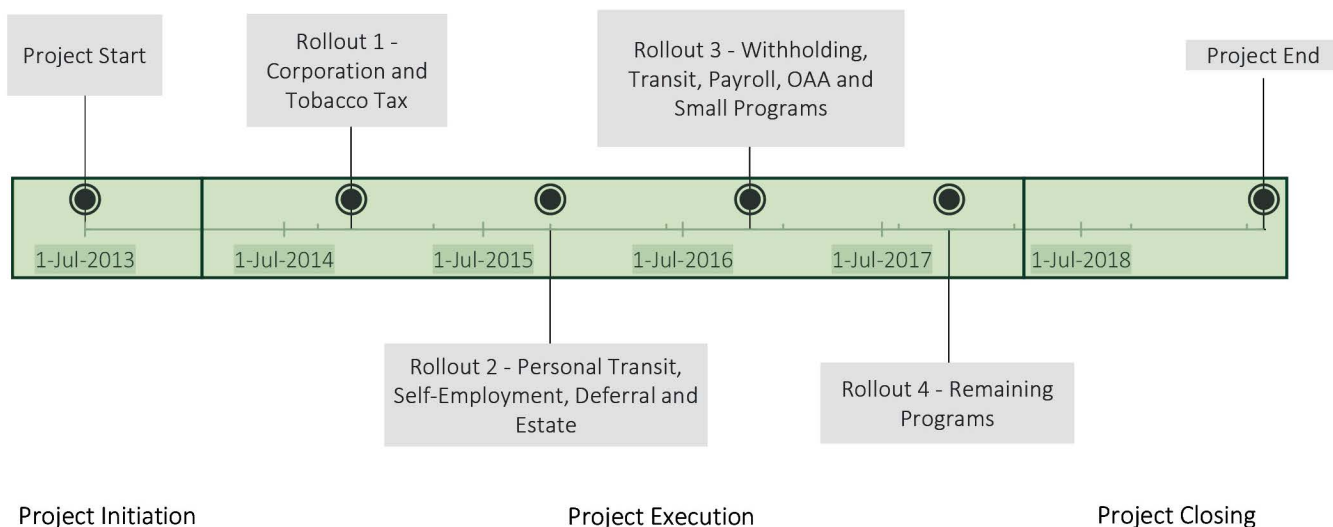 Project Start
Rollout 1 -
Corporation and
Tobacco Tax
Rollout 3 - Withholding,
Transit, Payroll, OAA and
Small Programs
Project End
1-Jul-2013
1-Jul-2014
1-Jul-2015
1-Jul-2016
1-Jul-2017
1-Jul-2018
Rollout 2 - Personal Transit,
Self-Employment, Deferral and
Estate
Rollout 4 - Remaining
Programs
Project Initiation
Project Execution
Project Closing